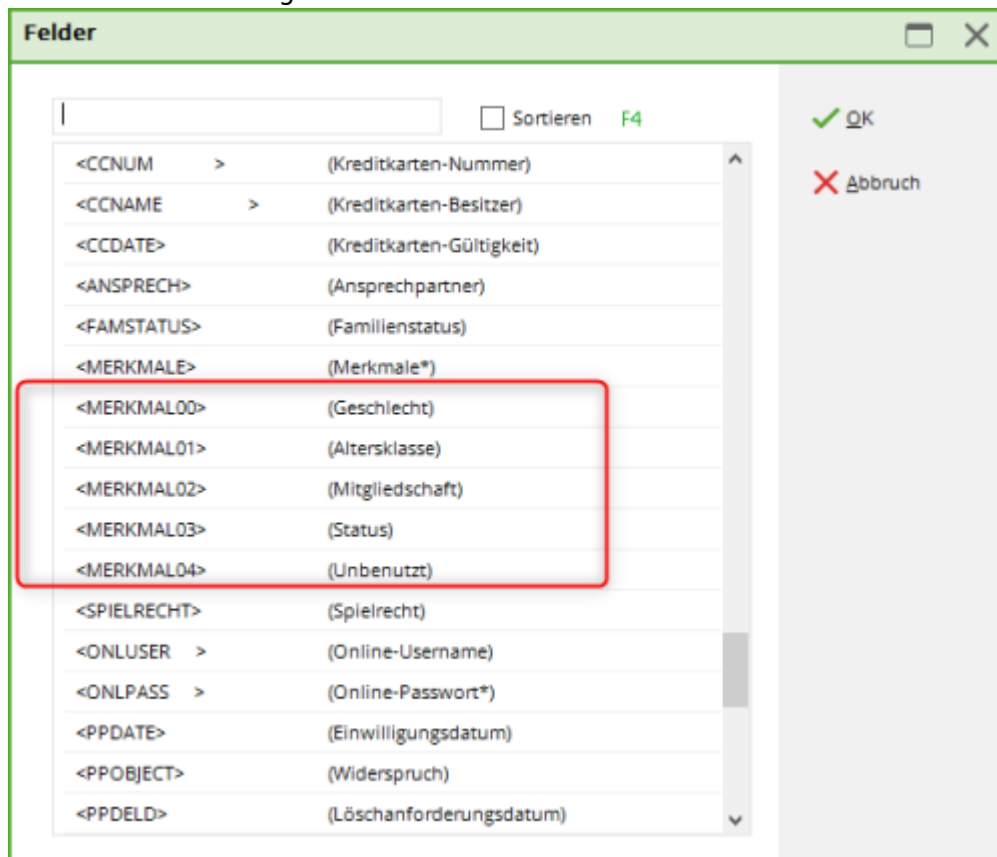 Felder
Sortieren F4
OK
Abbruch
<CCNUM > (Kreditkarten-Nummer)
<CCNAME > (Kreditkarten-Besitzer)
<CCDATE> (Kreditkarten-Gültigkeit)
<ANSPRECH> (Ansprechpartner)
<FAMSTATUS> (Familienstatus)
<MERKMALE> (Merkmale*)
<MERKMAL00> (Geschlecht)
<MERKMAL01> (Altersklasse)
<MERKMAL02> (Mitgliedschaft)
<MERKMAL03> (Status)
<MERKMAL04> (Unbenutzt)
<SPIELRECHT> (Spielrecht)
<ONLUSER > (Online-Username)
<ONLPASS > (Online-Passwort*)
<PPDATE> (Einwilligungsdatum)
<PPOBJECT> (Widerspruch)
<PPDELD> (Löschanforderungsdatum)